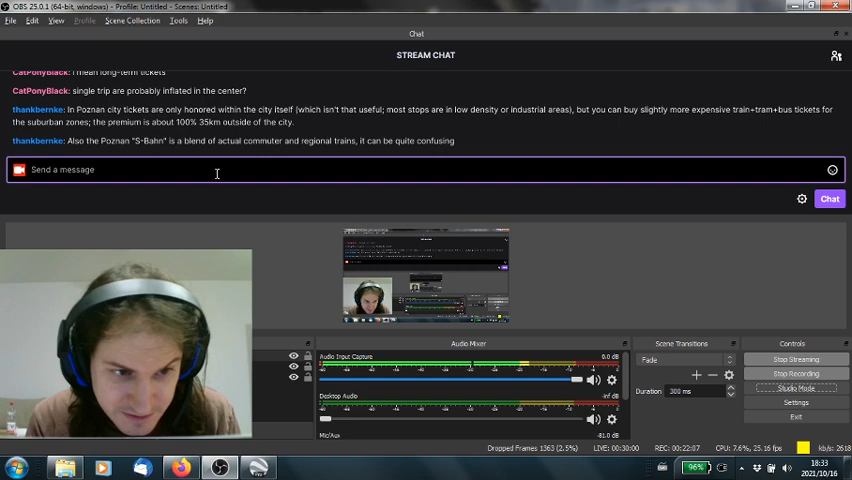 OBS 25.0.1 (64-bit, windows) - Profile: Untitled - Scenes: Untitled
File Edit View Profile Scene Collection Tools Help
Chat
STREAM CHAT
CatPonyBlack: I mean long-term tickets
CatPonyBlack: single trip are probably inflated in the center?
thankbernke: In Poznan city tickets are only honored within the city itself (which isn't that useful; most stops are in low density or industrial areas), but you can buy slightly more expensive train+tram+bus tickets for
the suburban zones; the premium is about 100% 35km outside of the city.
thankbernke: Also the Poznan "S-Bahn" is a blend of actual commuter and regional trains, it can be quite confusing
Send a message
Chat
Audio Mixer
Scene Transitions
Controls
Audio Input Capture 0.0 dB
Fade
Stop Streaming
Stop Recording
Duration 300 ms
Studio Mode
Desktop Audio -inf dB
Settings
Exit
Mic/Aux -81.0 dB
Dropped Frames 1363 (2.5%) LIVE: 00:30:00 REC: 00:22:07 CPU: 7.6%, 25.16 fps kb/s: 2618
96%
18:33
2021/10/16